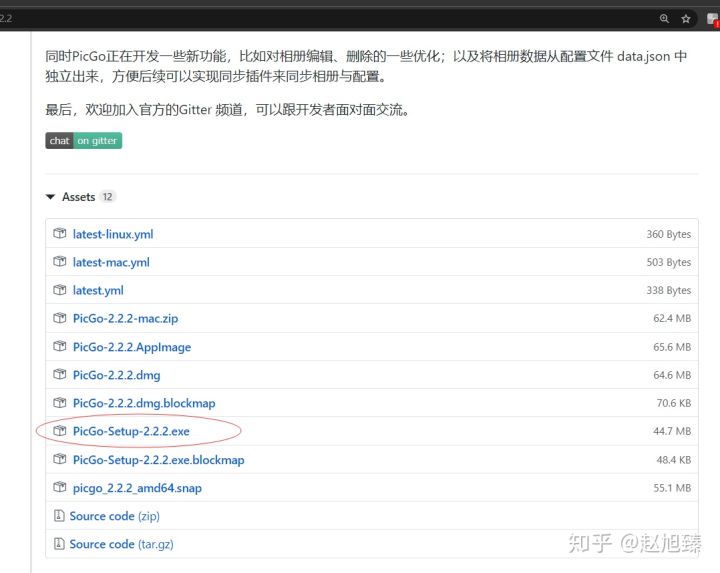 2.2
同时PicGo正在开发一些新功能，比如对相册编辑、删除的一些优化；以及将相册数据从配置文件 data.json 中
独立出来，方便后续可以实现同步插件来同步相册与配置。
最后，欢迎加入官方的Gitter 频道，可以跟开发者面对面交流。
chat on gitter
Assets 12
latest-linux.yml 360 Bytes
latest-mac.yml 503 Bytes
latest.yml 338 Bytes
PicGo-2.2.2-mac.zip 62.4 MB
PicGo-2.2.2.AppImage 65.6 MB
PicGo-2.2.2.dmg 64.6 MB
PicGo-2.2.2.dmg.blockmap 70.6 KB
PicGo-Setup-2.2.2.exe 44.7 MB
PicGo-Setup-2.2.2.exe.blockmap 48.4 KB
picgo_2.2.2_amd64.snap 55.1 MB
Source code (zip)
Source code (tar.gz)
知乎 @赵旭臻